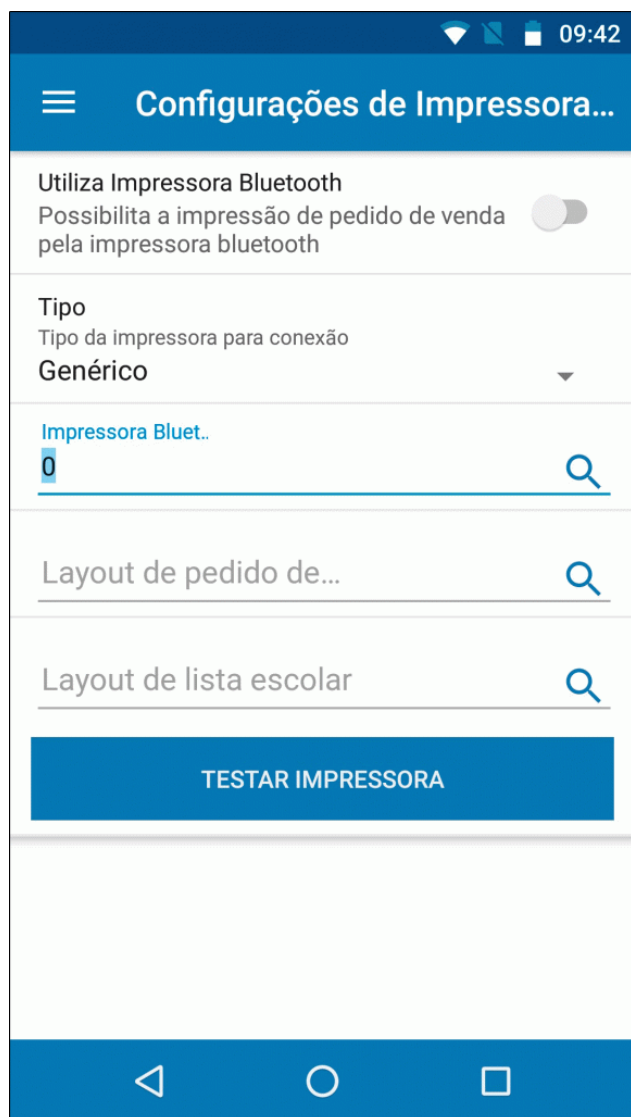 09:42
Configurações de Impressora...
Utiliza Impressora Bluetooth
Possibilita a impressão de pedido de venda
pela impressora bluetooth
Tipo
Tipo da impressora para conexão
Genérico
Impressora Bluet..
0
Layout de pedido de...
Layout de lista escolar
TESTAR IMPRESSORA